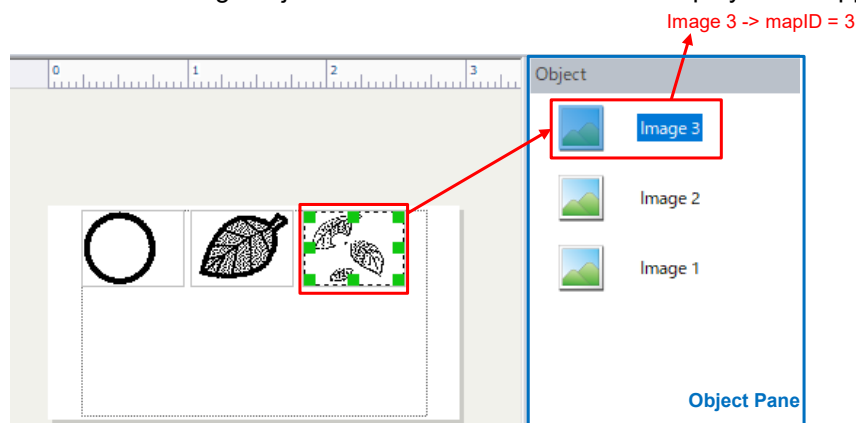 Image 3 -> mapID = 3
0 1 2 3
Object
Image 3
Image 2
Image 1
Object Pane